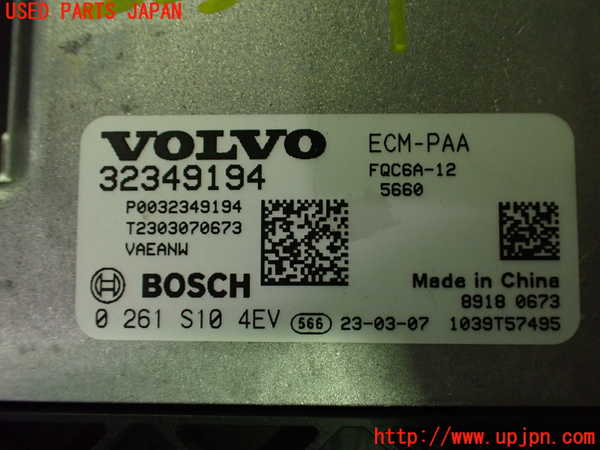 USED PARTS JAPAN
VOLVO
32349194
P0032349194
T2303070673
VAEANW
BOSCH
0 261 S10 4EV 566 23-03-07 1039T57495
ECM-PAA
FQC6A-12
5660
Made in China
8918 0673
http://www.upjpn.com/